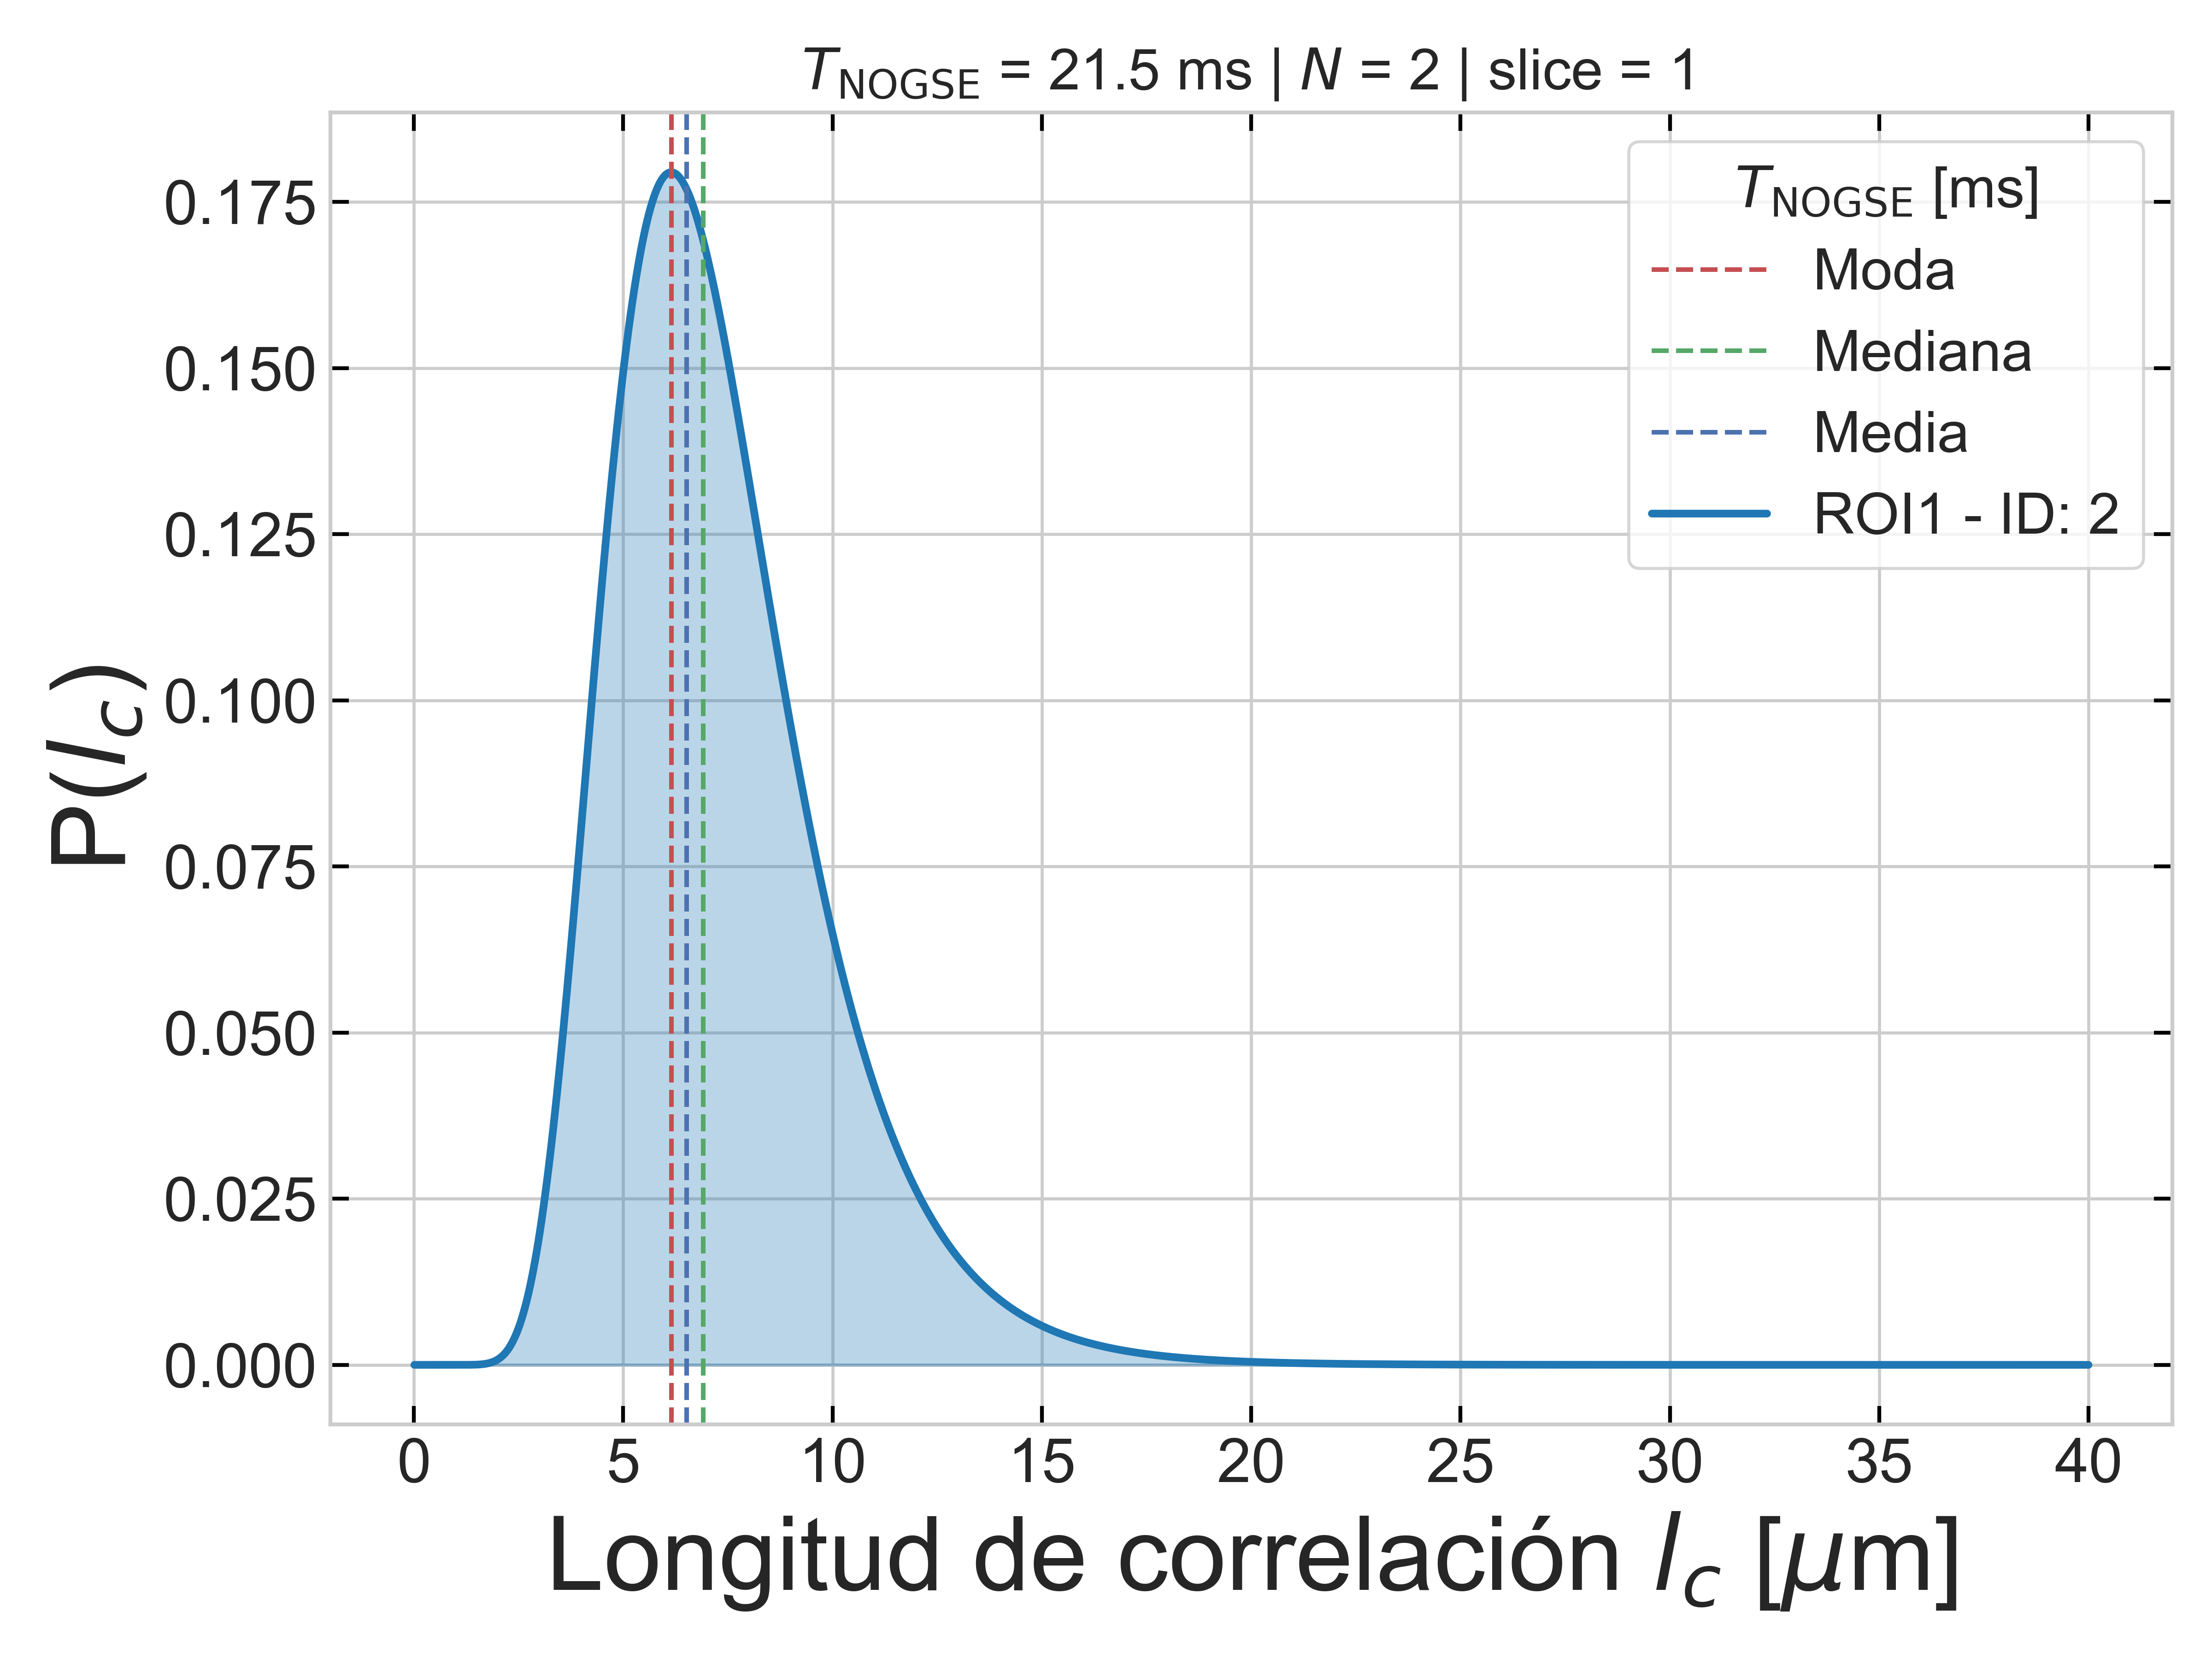 T_NOGSE = 21.5 ms | N = 2 | slice = 1
T_NOGSE [ms]
Moda
Mediana
Media
ROI1 - ID: 2
P(l_c)
0.175
0.150
0.125
0.100
0.075
0.050
0.025
0.000
0 5 10 15 20 25 30 35 40
Longitud de correlación l_c [μm]